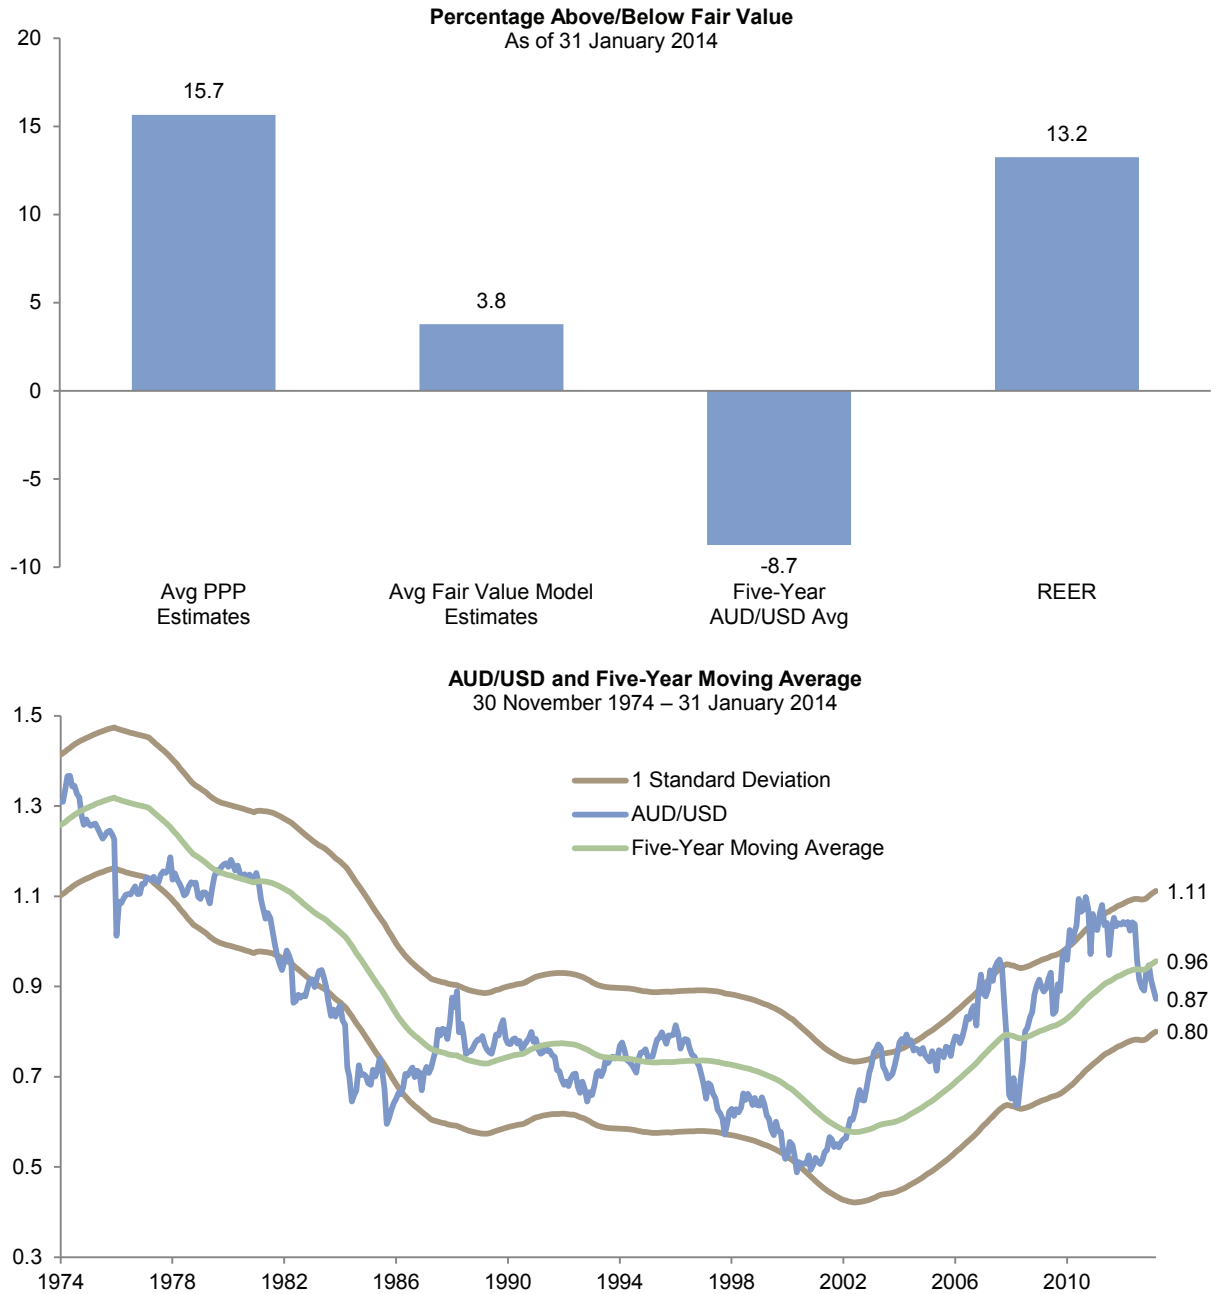 Percentage Above/Below Fair Value
As of 31 January 2014
20
15
10
5
0
-5
-10
15.7
3.8
-8.7
13.2
Avg PPP
Estimates
Avg Fair Value Model
Estimates
Five-Year
AUD/USD Avg
REER
AUD/USD and Five-Year Moving Average
30 November 1974 – 31 January 2014
1.5
1.3
1.1
0.9
0.7
0.5
0.3
1 Standard Deviation
AUD/USD
Five-Year Moving Average
1.11
0.96
0.87
0.80
1974 1978 1982 1986 1990 1994 1998 2002 2006 2010